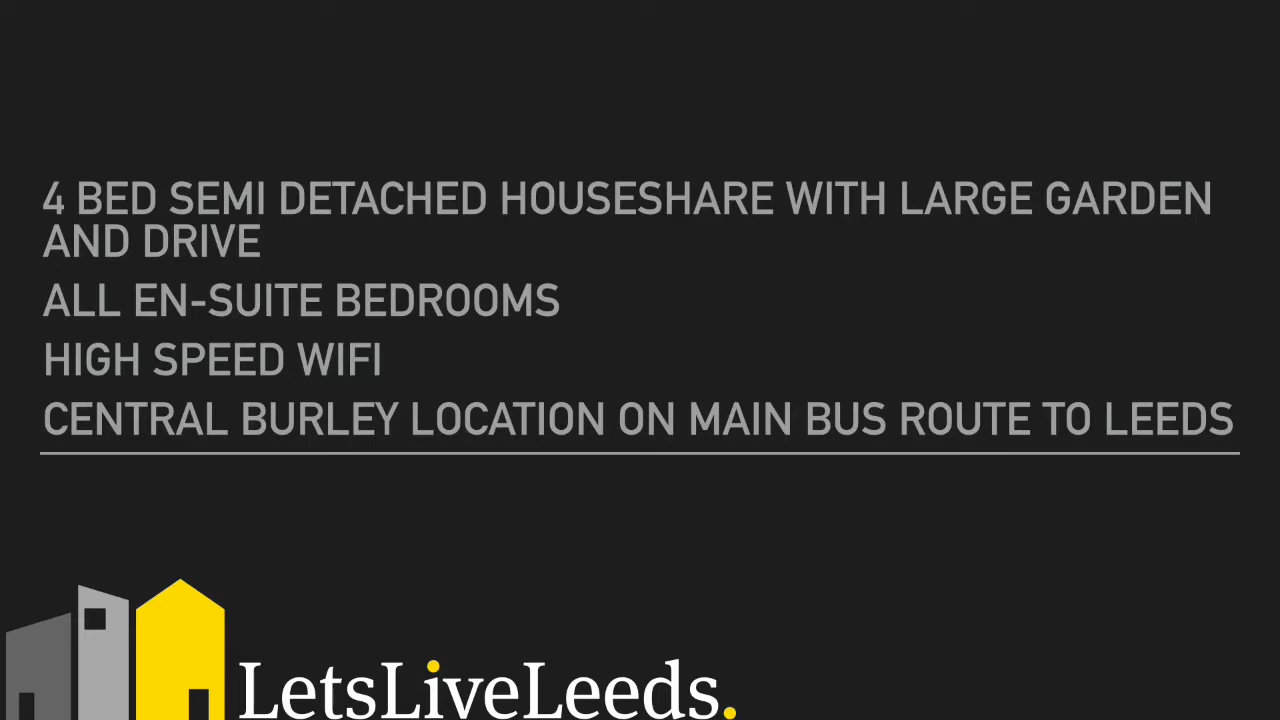 4 BED SEMI DETACHED HOUSESHARE WITH LARGE GARDEN
AND DRIVE
ALL EN-SUITE BEDROOMS
HIGH SPEED WIFI
CENTRAL BURLEY LOCATION ON MAIN BUS ROUTE TO LEEDS
LetsLiveLeeds.